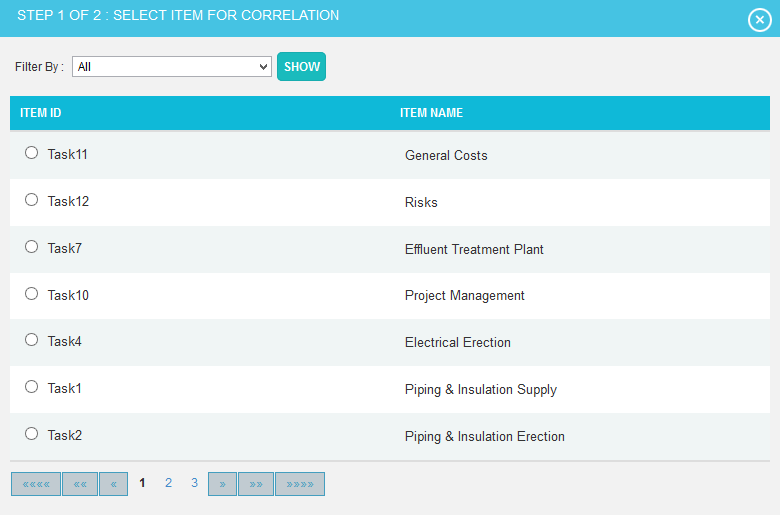 STEP 1 OF 2 : SELECT ITEM FOR CORRELATION
Filter By : All SHOW
ITEM ID ITEM NAME
Task11 General Costs
Task12 Risks
Task7 Effluent Treatment Plant
Task10 Project Management
Task4 Electrical Erection
Task1 Piping & Insulation Supply
Task2 Piping & Insulation Erection
«««« «« « 1 2 3 » »» »»»»